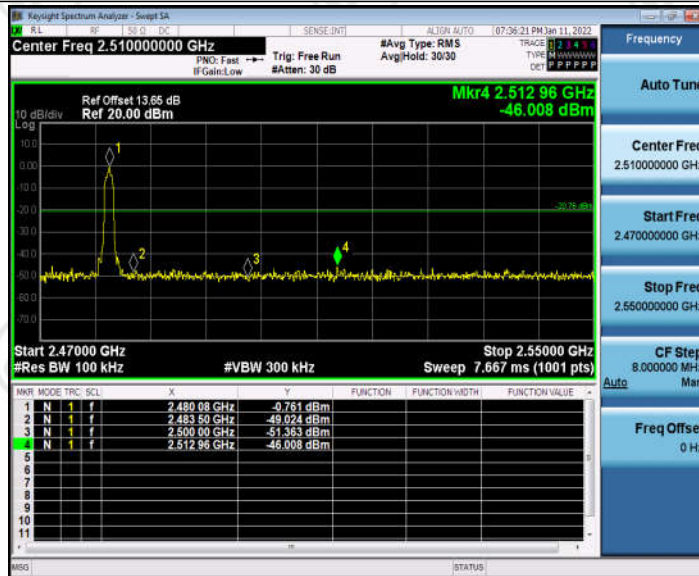 Keysight Spectrum Analyzer - Swept SA
RL RF 50 Ω DC SENSE:INT ALIGN AUTO 07:36:21 PM Jan 11, 2022
Center Freq 2.510000000 GHz
PNO: Fast
IFGain:Low
Trig: Free Run
#Atten: 30 dB
#Avg Type: RMS
Avg|Hold: 30/30
TRACE 1 2 3 4 5 6
TYPE M WWWWW
DET P P P P P P
Ref Offset 13.65 dB
10 dB/div Ref 20.00 dBm
Log
Mkr4 2.512 96 GHz
-46.008 dBm
10.0
0.00
-10.0
-20.0
-30.0
-40.0
-50.0
-60.0
-70.0
1
2
3
4
-20.76 dBm
Start 2.47000 GHz Stop 2.55000 GHz
#Res BW 100 kHz #VBW 300 kHz Sweep 7.667 ms (1001 pts)
MKR MODE TRC SCL X Y FUNCTION FUNCTION WIDTH FUNCTION VALUE
1 N 1 f 2.480 08 GHz -0.761 dBm
2 N 1 f 2.483 50 GHz -49.024 dBm
3 N 1 f 2.500 00 GHz -51.363 dBm
4 N 1 f 2.512 96 GHz -46.008 dBm
5
6
7
8
9
10
11
MSG STATUS
Frequency
Auto Tune
Center Freq
2.510000000 GHz
Start Freq
2.470000000 GHz
Stop Freq
2.550000000 GHz
CF Step
8.000000 MHz
Auto Man
Freq Offset
0 Hz